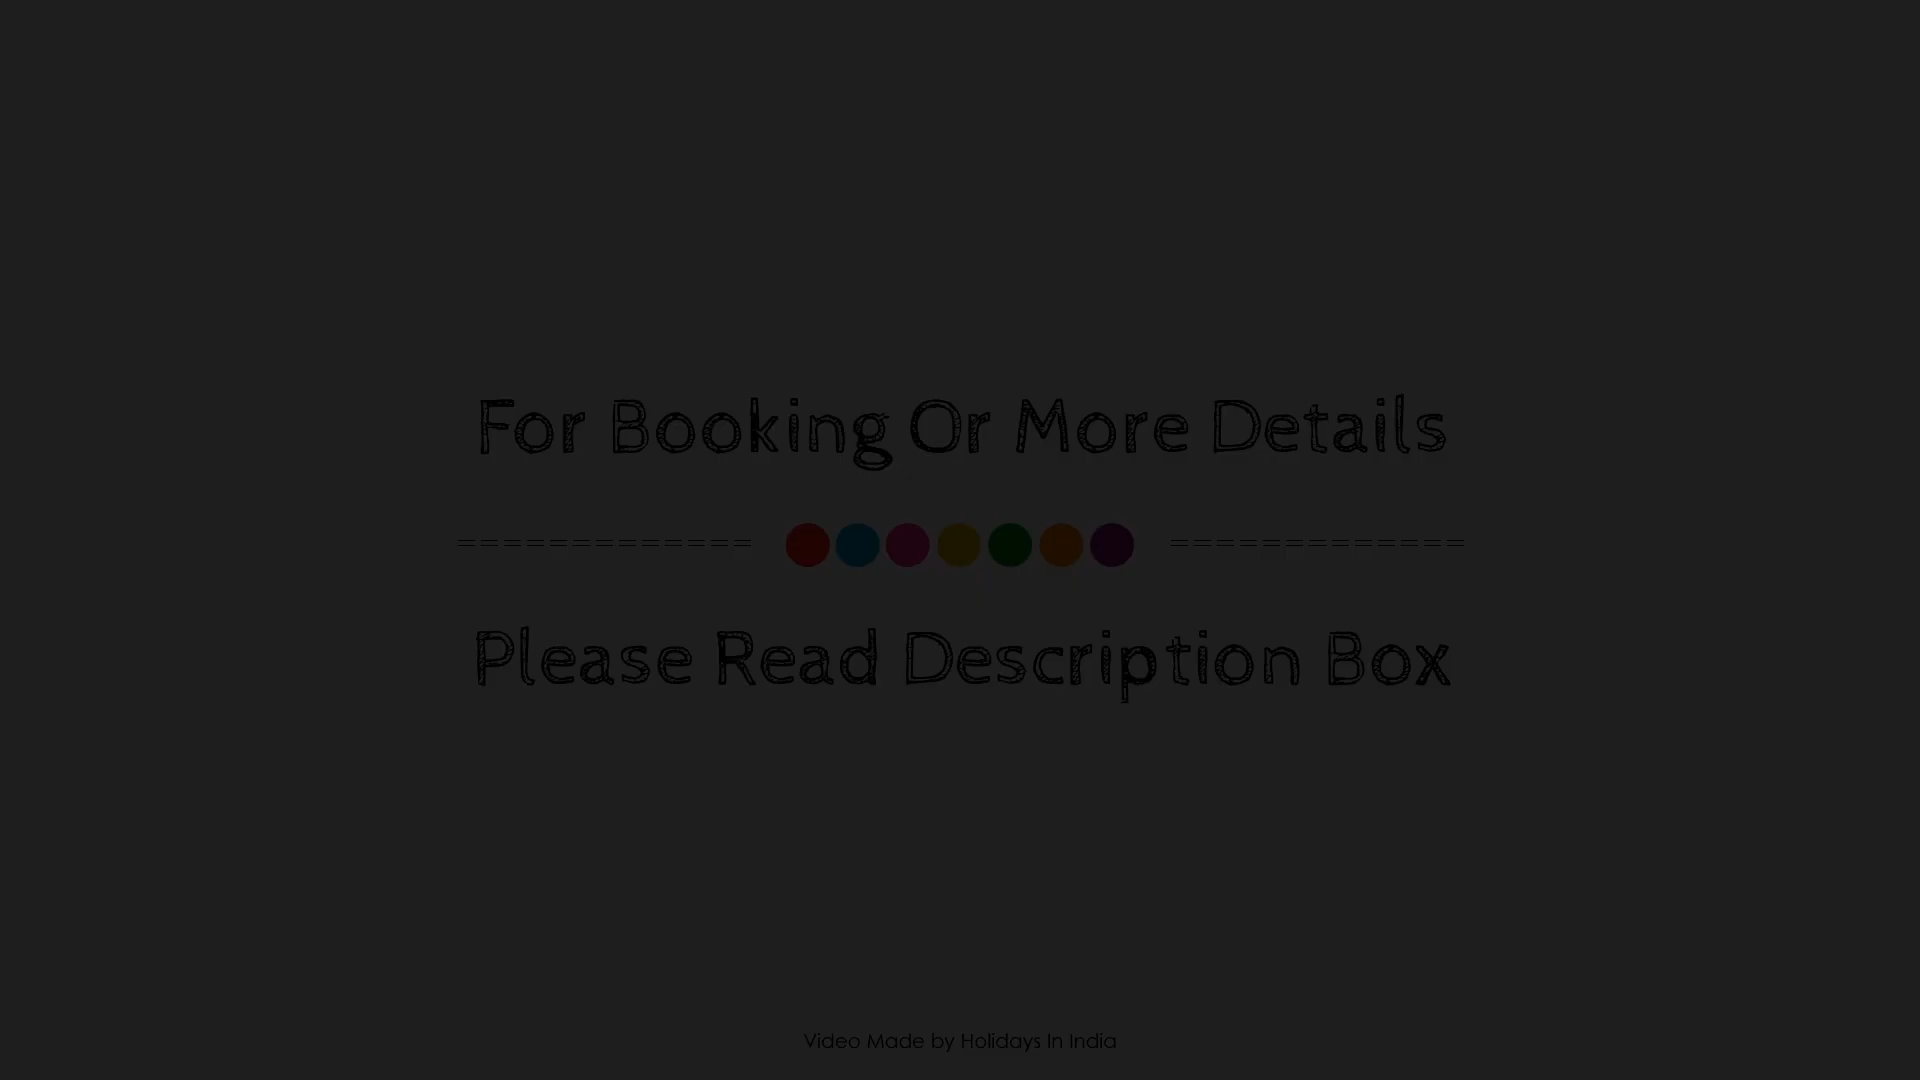 For Booking Or More Details
============= =============
Please Read Description Box
Video Made by Holidays In India